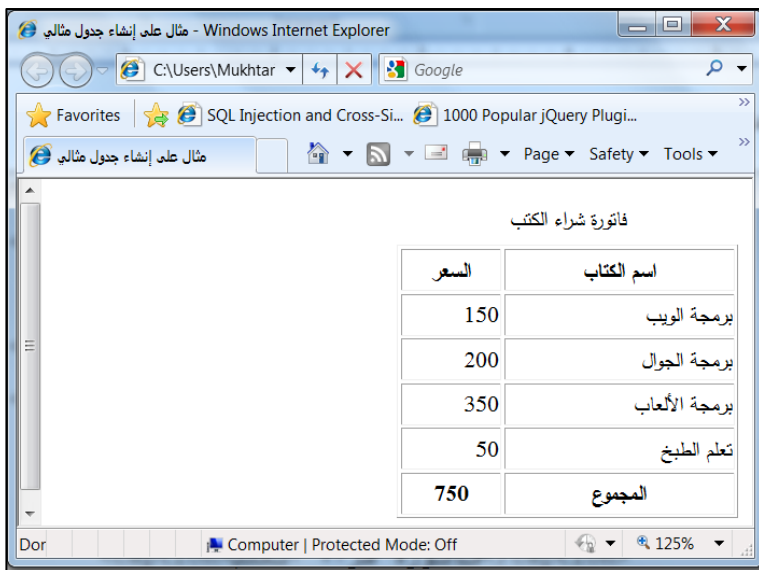 مثال على إنشاء جدول مثالي - Windows Internet Explorer
C:\Users\Mukhtar
Google
Favorites SQL Injection and Cross-Si... 1000 Popular jQuery Plugi...
مثال على إنشاء جدول مثالي Page Safety Tools
فاتورة شراء الكتب
اسم الكتاب السعر
برمجة الويب 150
برمجة الجوال 200
برمجة الألعاب 350
تعلم الطبخ 50
المجموع 750
Dor Computer | Protected Mode: Off 125%